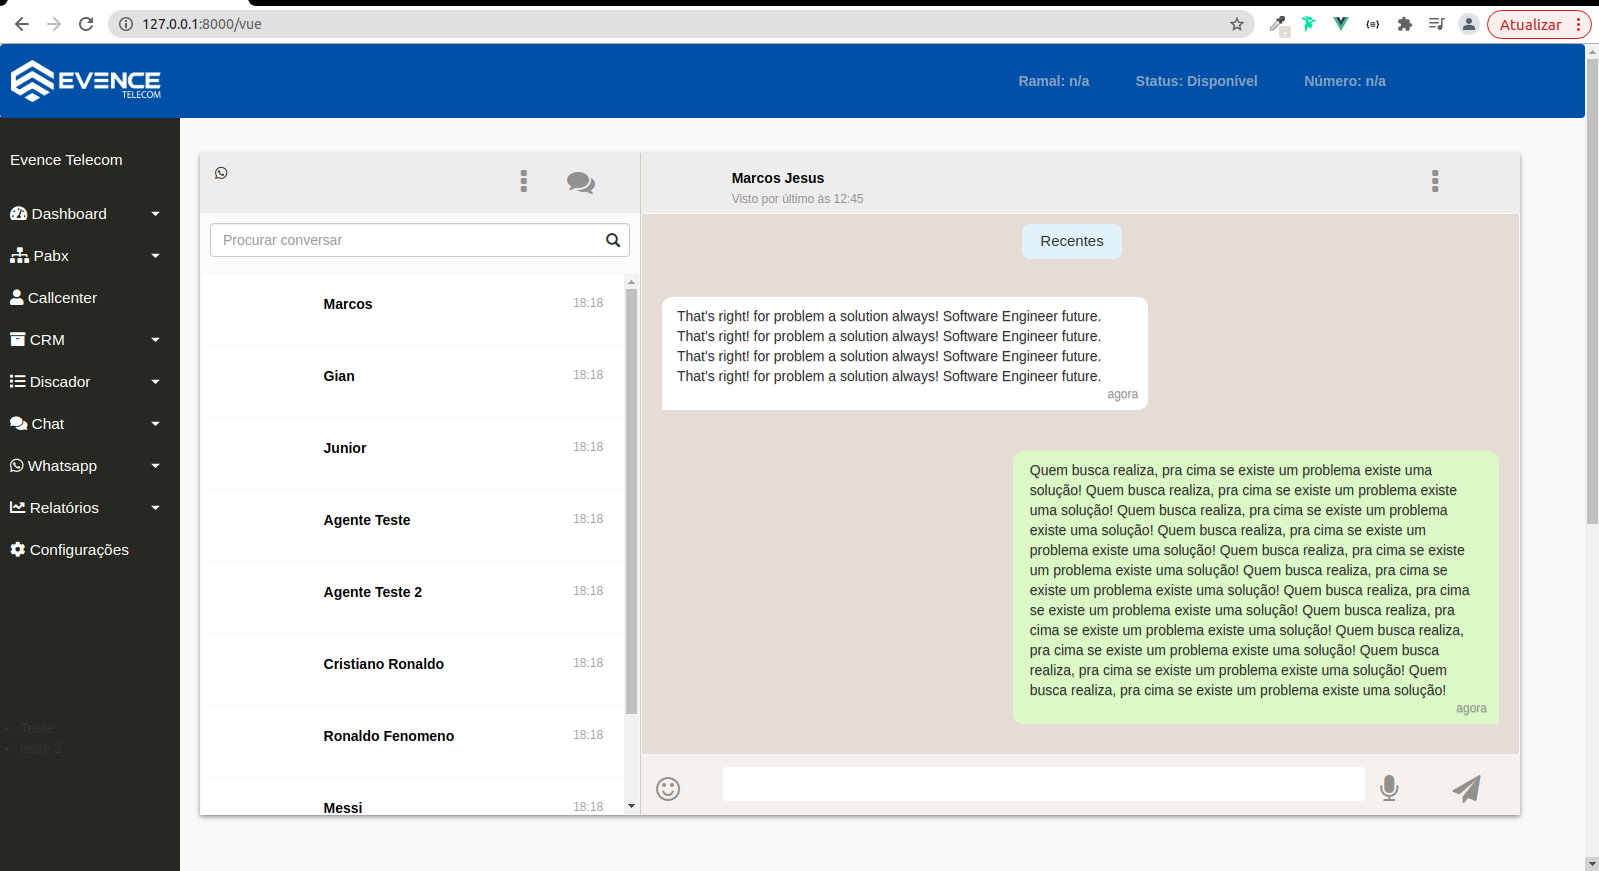 127.0.0.1:8000/vue
Atualizar
EVENCE
TELECOM
Ramal: n/a
Status: Disponível
Número: n/a
Evence Telecom
Dashboard
Pabx
Callcenter
CRM
Discador
Chat
Whatsapp
Relatórios
Configurações
Teste
teste 2
Procurar conversar
Marcos
18:18
Gian
18:18
Junior
18:18
Agente Teste
18:18
Agente Teste 2
18:18
Cristiano Ronaldo
18:18
Ronaldo Fenomeno
18:18
Messi
18:18
Marcos Jesus
Visto por último às 12:45
Recentes
That's right! for problem a solution always! Software Engineer future.
That's right! for problem a solution always! Software Engineer future.
That's right! for problem a solution always! Software Engineer future.
That's right! for problem a solution always! Software Engineer future.
agora
Quem busca realiza, pra cima se existe um problema existe uma
solução! Quem busca realiza, pra cima se existe um problema existe
uma solução! Quem busca realiza, pra cima se existe um problema
existe uma solução! Quem busca realiza, pra cima se existe um
problema existe uma solução! Quem busca realiza, pra cima se existe
um problema existe uma solução! Quem busca realiza, pra cima se
existe um problema existe uma solução! Quem busca realiza, pra cima
se existe um problema existe uma solução! Quem busca realiza, pra
cima se existe um problema existe uma solução! Quem busca realiza,
pra cima se existe um problema existe uma solução! Quem busca
realiza, pra cima se existe um problema existe uma solução! Quem
busca realiza, pra cima se existe um problema existe uma solução!
agora